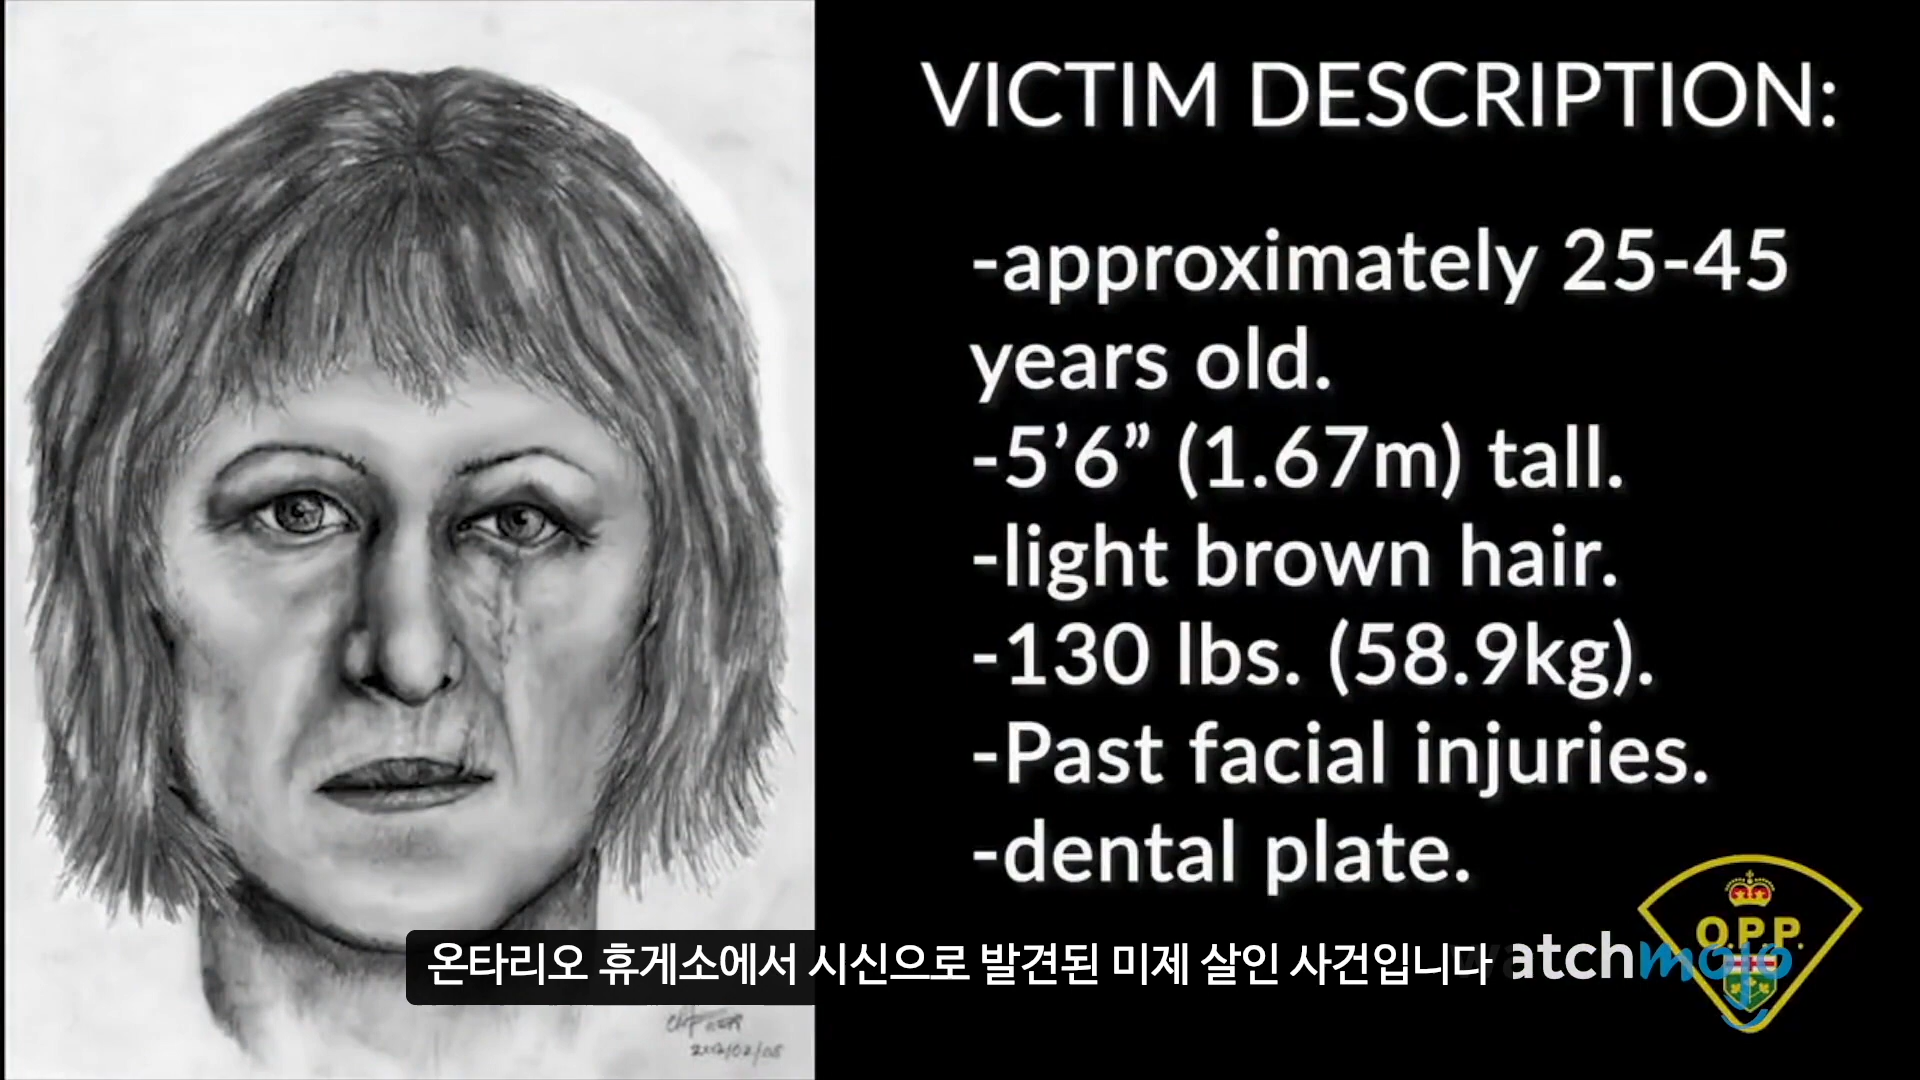 VICTIM DESCRIPTION:
-approximately 25-45
years old.
-5’6” (1.67m) tall.
-light brown hair.
-130 lbs. (58.9kg).
-Past facial injuries.
-dental plate.
O.P.P.
온타리오 휴게소에서 시신으로 발견된 미제 살인 사건입니다
watchmojo